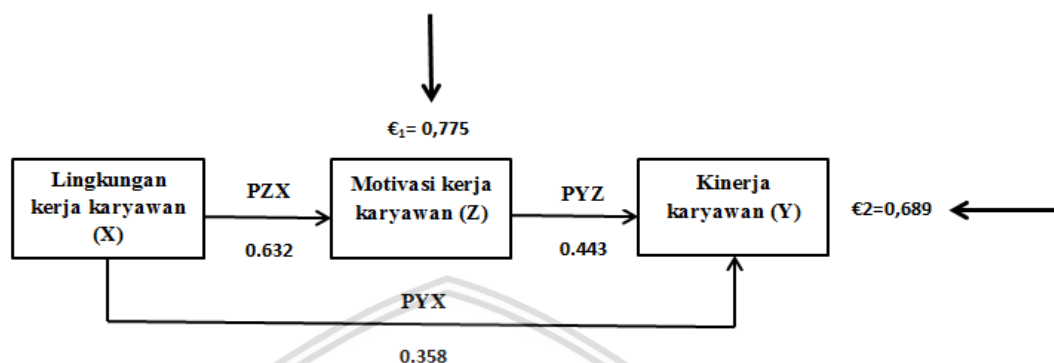 €₁= 0,775
Lingkungan
kerja karyawan
(X)
PZX
0.632
Motivasi kerja
karyawan (Z)
PYZ
0.443
Kinerja
karyawan (Y)
€2=0,689
PYX
0.358